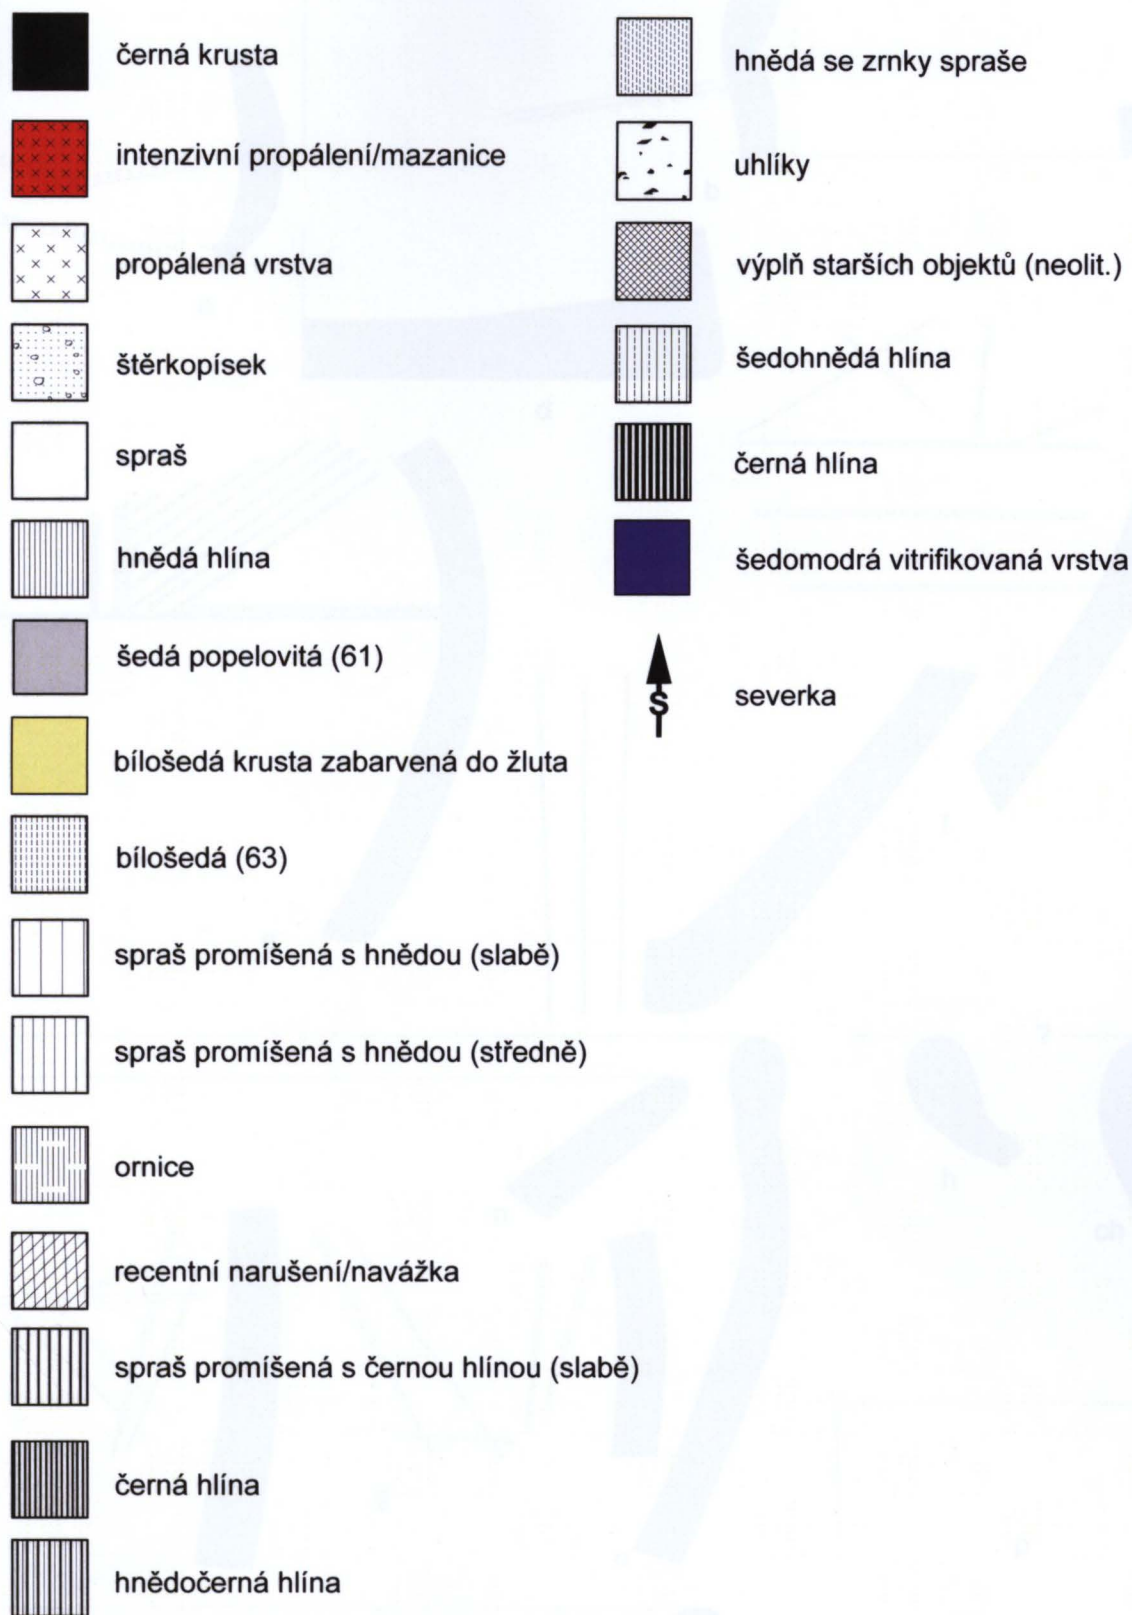 černá krusta
intenzivní propálení/mazanice
propálená vrstva
štěrkopísek
spraš
hnědá hlína
šedá popelovitá (61)
bílošedá krusta zabarvená do žluta
bílošedá (63)
spraš promíšená s hnědou (slabě)
spraš promíšená s hnědou (středně)
ornice
recentní narušení/navážka
spraš promíšená s černou hlínou (slabě)
černá hlína
hnědočerná hlína
hnědá se zrnky spraše
uhlíky
výplň starších objektů (neolit.)
šedohnědá hlína
černá hlína
šedomodrá vitrifikovaná vrstva
S
severka